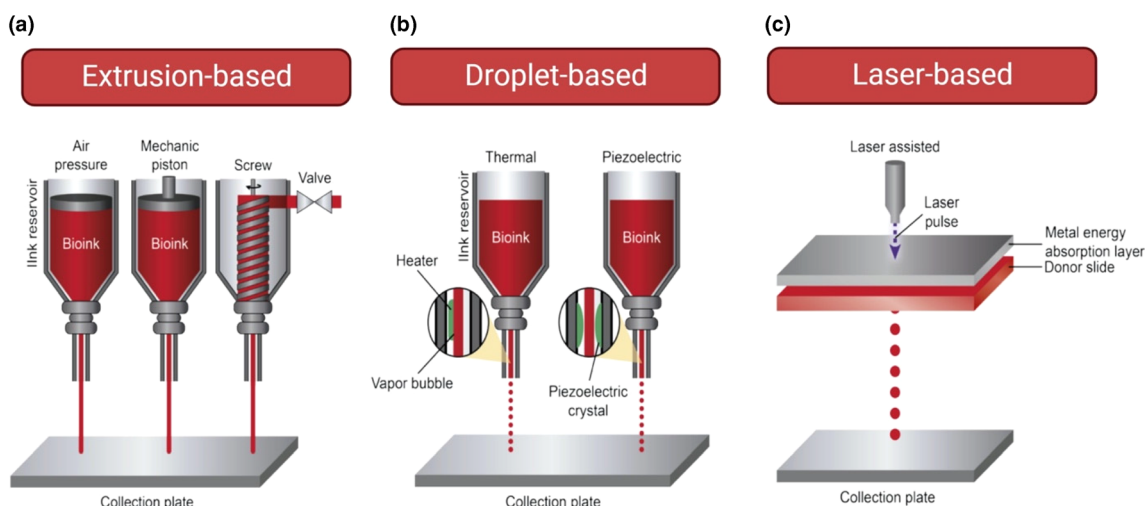 (a)
Extrusion-based
Air
pressure
Mechanic
piston
Screw
Valve
IInk reservoir
Bioink
Bioink
Collection plate
(b)
Droplet-based
Thermal
Piezoelectric
IInk reservoir
Bioink
Bioink
Heater
Vapor bubble
Piezoelectric
crystal
Collection plate
(c)
Laser-based
Laser assisted
Laser
pulse
Metal energy
absorption layer
Donor slide
Collection plate